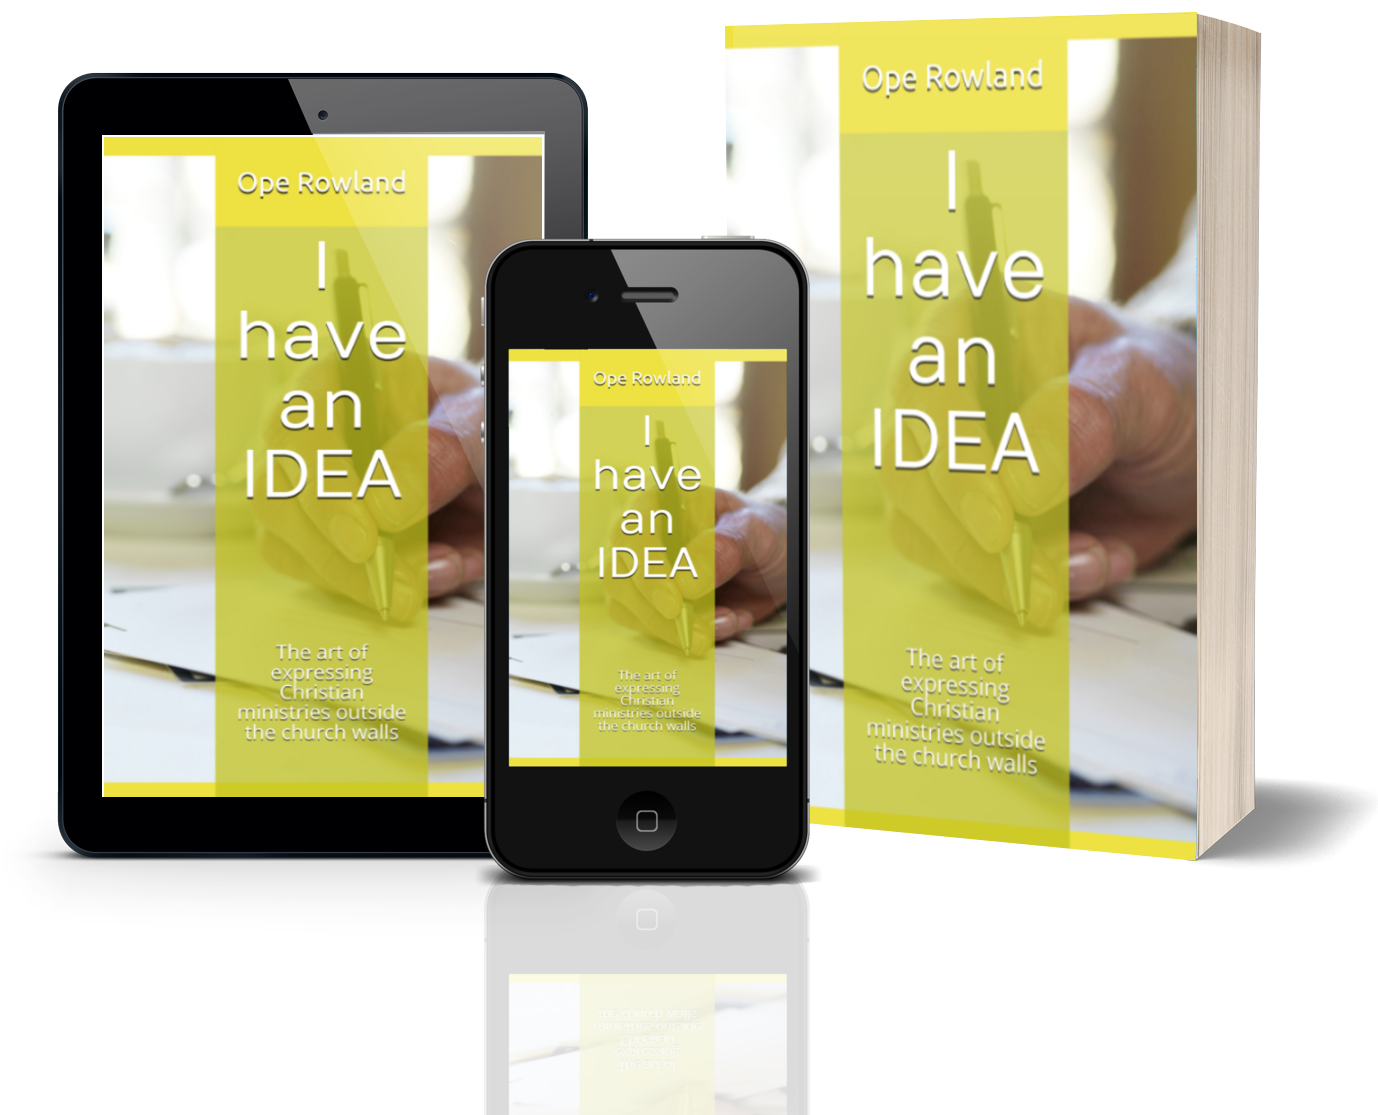 Ope Rowland
I
have
an
IDEA
The art of
expressing
Christian
ministries outside
the church walls
Ope Rowland
I
have
an
IDEA
The art of
expressing
Christian
ministries outside
the church walls
Ope Rowland
I
have
an
IDEA
The art of
expressing
Christian
ministries outside
the church walls